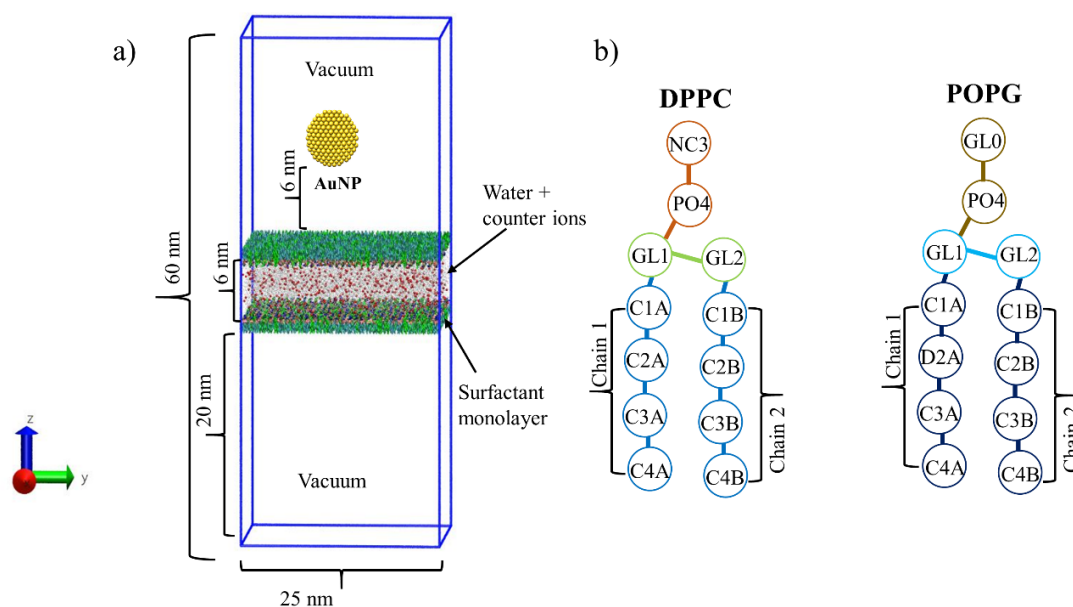 a)
Vacuum
6 nm
AuNP
Water +
counter ions
60 nm
6 nm
Surfactant
monolayer
20 nm
Vacuum
25 nm
z
y
b)
DPPC
NC3
PO4
GL1
GL2
C1A
C1B
C2A
C2B
C3A
C3B
C4A
C4B
Chain 1
Chain 2
POPG
GL0
PO4
GL1
GL2
C1A
C1B
D2A
C2B
C3A
C3B
C4A
C4B
Chain 1
Chain 2